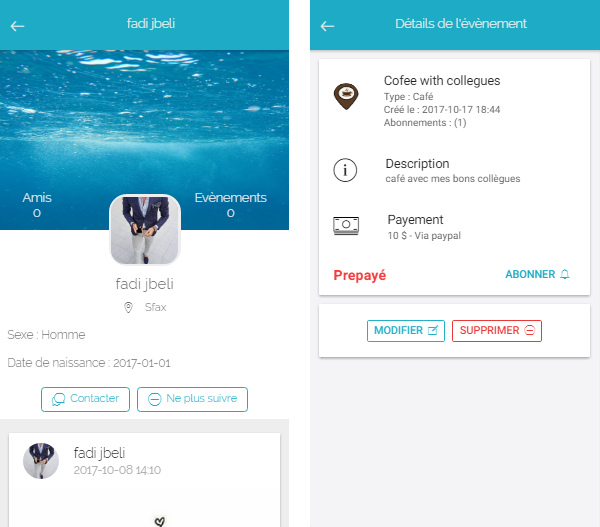 fadi jbeli
Amis
0
Evènements
0
fadi jbeli
Sfax
Sexe : Homme
Date de naissance : 2017-01-01
Contacter
Ne plus suivre
fadi jbeli
2017-10-08 14:10
Détails de l'évènement
Cofee with collegues
Type : Café
Créé le : 2017-10-17 18:44
Abonnements : (1)
Description
café avec mes bons collègues
Payement
10 $ - Via paypal
Prepayé
ABONNER
MODIFIER
SUPPRIMER